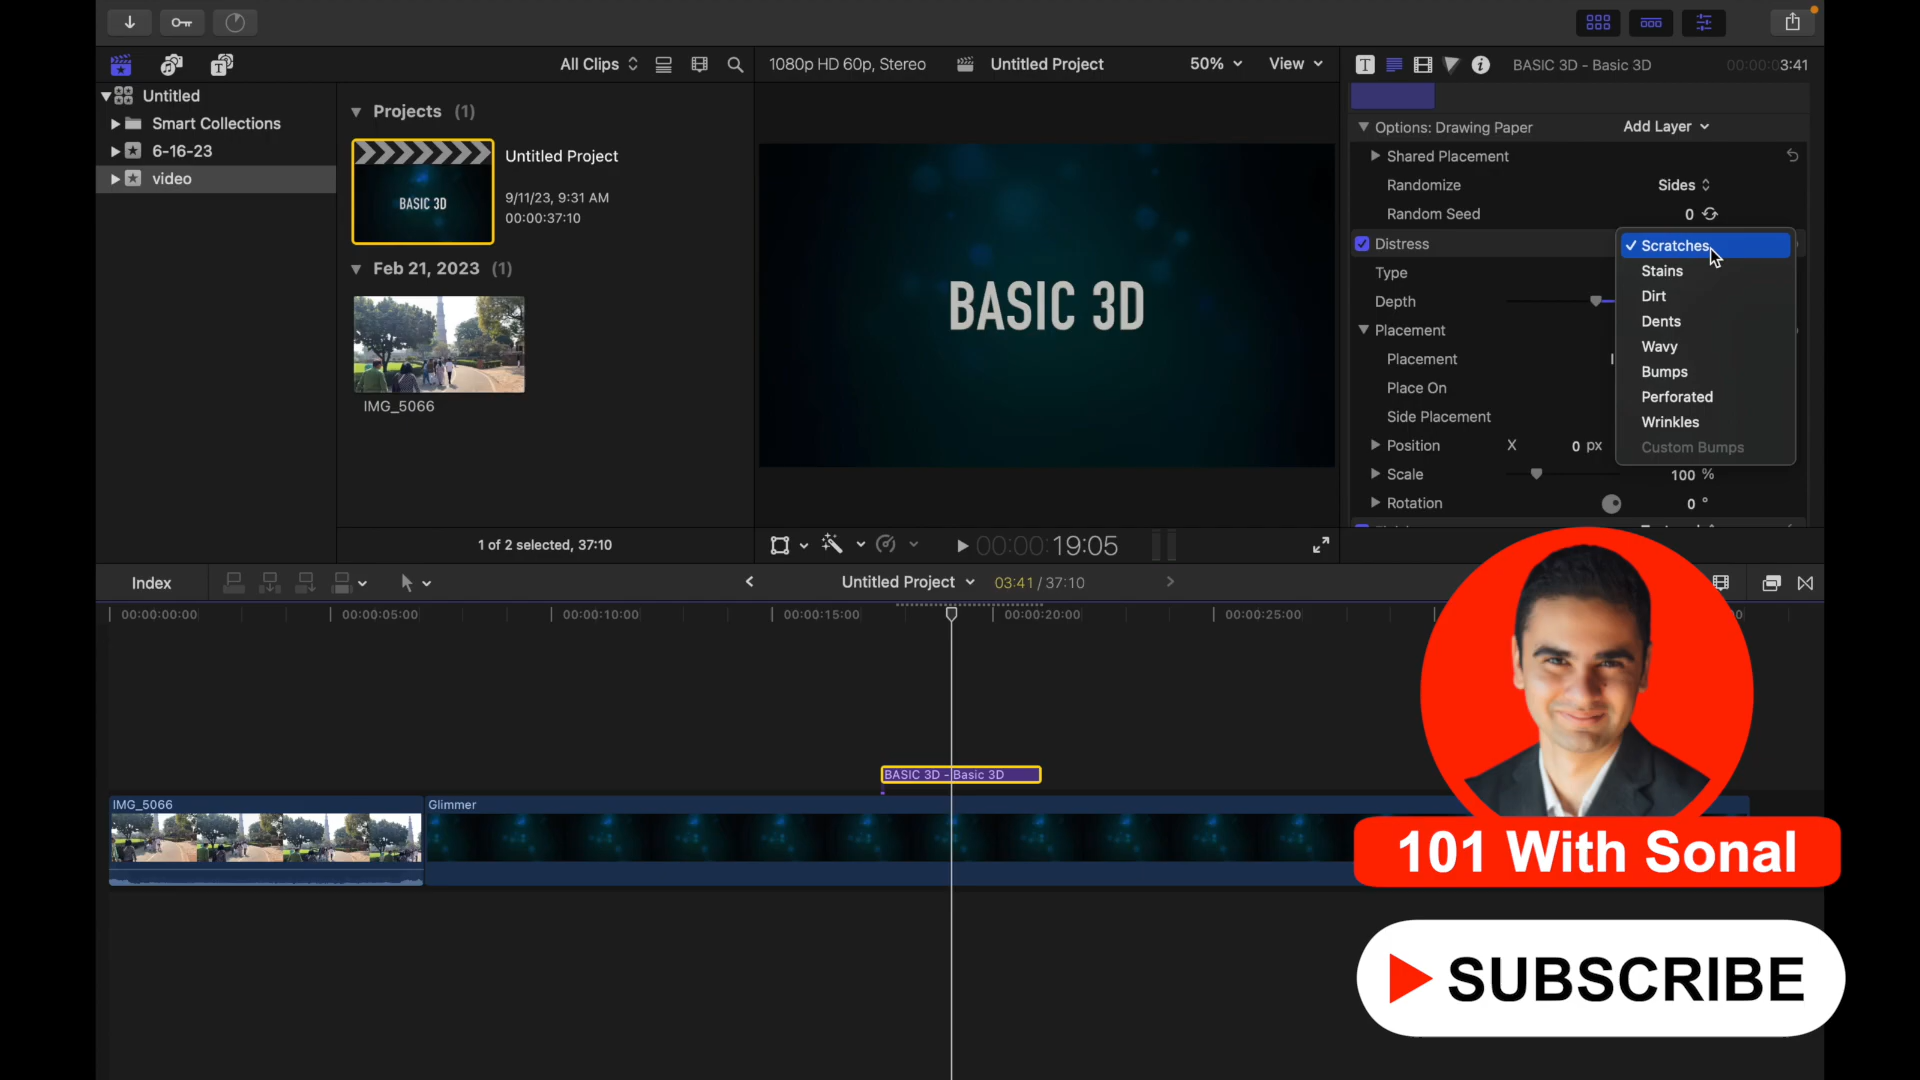 All Clips
1080p HD 60p, Stereo
Untitled Project
50%
View
BASIC 3D - Basic 3D
00:00:03:41
Untitled
Smart Collections
6-16-23
video
Projects (1)
Untitled Project
9/11/23, 9:31 AM
00:00:37:10
BASIC 3D
Feb 21, 2023 (1)
IMG_5066
1 of 2 selected, 37:10
BASIC 3D
00:00:19:05
Options: Drawing Paper
Add Layer
Shared Placement
Randomize
Sides
Random Seed
0
Distress
Type
Depth
Placement
Placement
Place On
Side Placement
Position X 0 px
Scale 100 %
Rotation 0 °
Scratches
Stains
Dirt
Dents
Wavy
Bumps
Perforated
Wrinkles
Custom Bumps
Index
Untitled Project
03:41 / 37:10
00:00:00:00
00:00:05:00
00:00:10:00
00:00:15:00
00:00:20:00
00:00:25:00
BASIC 3D - Basic 3D
IMG_5066
Glimmer
101 With Sonal
SUBSCRIBE